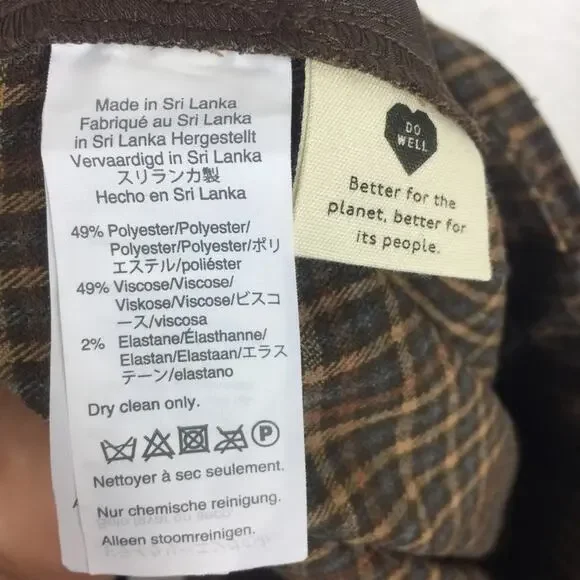 Made in Sri Lanka
Fabriqué au Sri Lanka
in Sri Lanka Hergestellt
Vervaardigd in Sri Lanka
スリランカ製
Hecho en Sri Lanka
49% Polyester/Polyester/
Polyester/Polyester/ポリ
エステル/poliéster
49% Viscose/Viscose/
Viskose/Viscose/ビスコ
ース/viscosa
2% Elastane/Élasthanne/
Elastan/Elastaan/エラス
テーン/elastano
Dry clean only.
P
Nettoyer à sec seulement.
Nur chemische reinigung.
Alleen stoomreinigen.
DO
WELL
Better for the
planet, better for
its people.